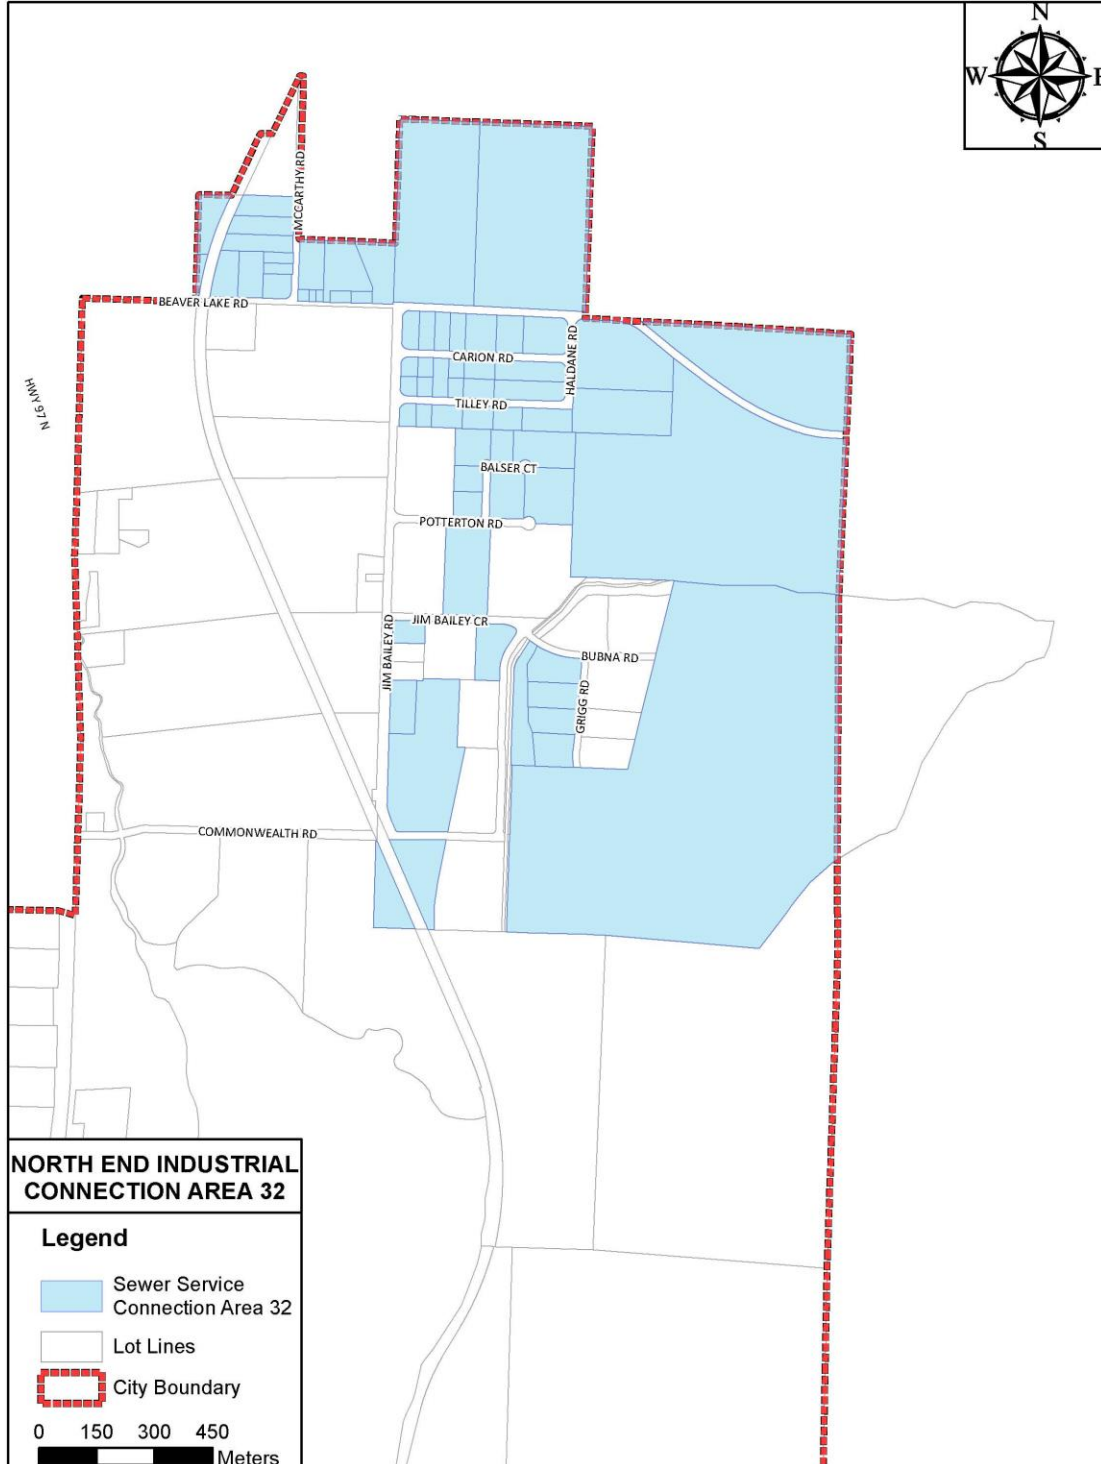 N
W
E
S
MCCARTHY RD
BEAVER LAKE RD
HALDANE RD
CARION RD
HWY 97 N
TILLEY RD
BALSER CT
POTTERTON RD
JIM BAILEY CR
JIM BAILEY RD
BUBNA RD
GRIGG RD
COMMONWEALTH RD
NORTH END INDUSTRIAL
CONNECTION AREA 32
Legend
Sewer Service
Connection Area 32
Lot Lines
City Boundary
0 150 300 450
Meters